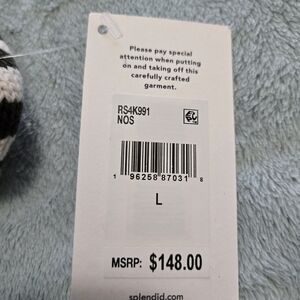 Please pay special
attention when putting
on and taking off this
carefully crafted
garment.
RS4K991
NOS
1 96258 87031 8
L
MSRP: $148.00
splendid.com